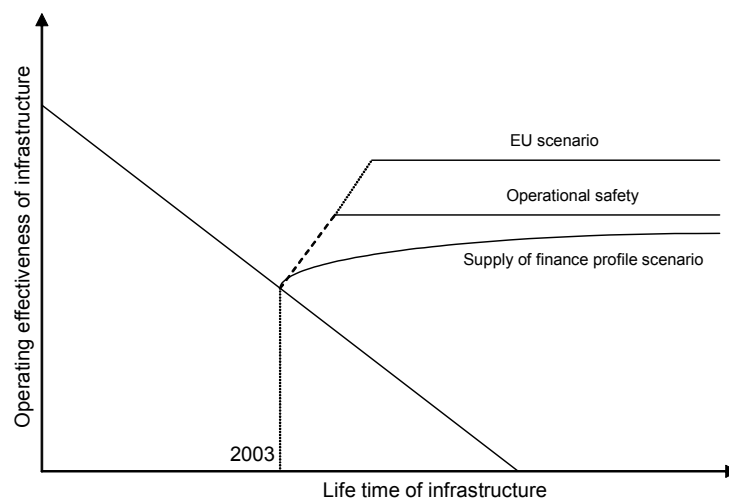 Operating effectiveness of infrastructure
EU scenario
Operational safety
Supply of finance profile scenario
2003
Life time of infrastructure